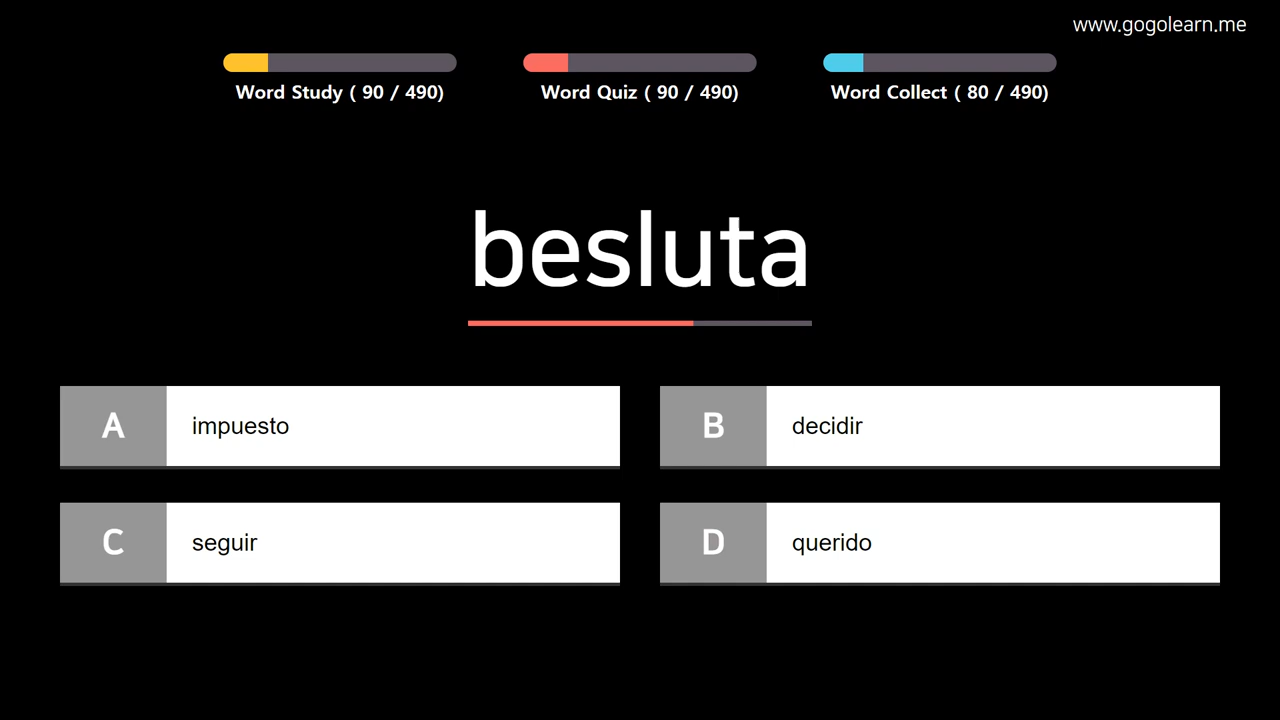 www.gogolearn.me
Word Study ( 90 / 490)
Word Quiz ( 90 / 490)
Word Collect ( 80 / 490)
besluta
A impuesto
B decidir
C seguir
D querido